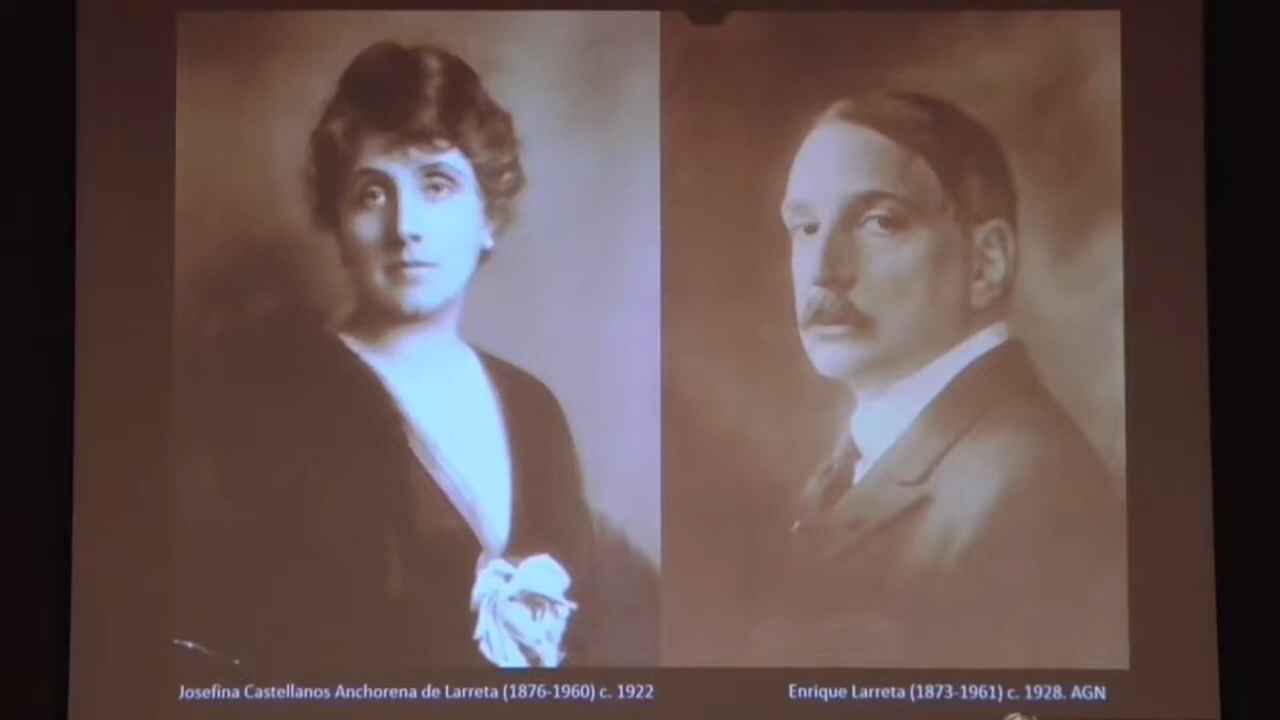 Josefina Castellanos Anchorena de Larreta (1876-1960) c. 1922
Enrique Larreta (1873-1961) c. 1928. AGN